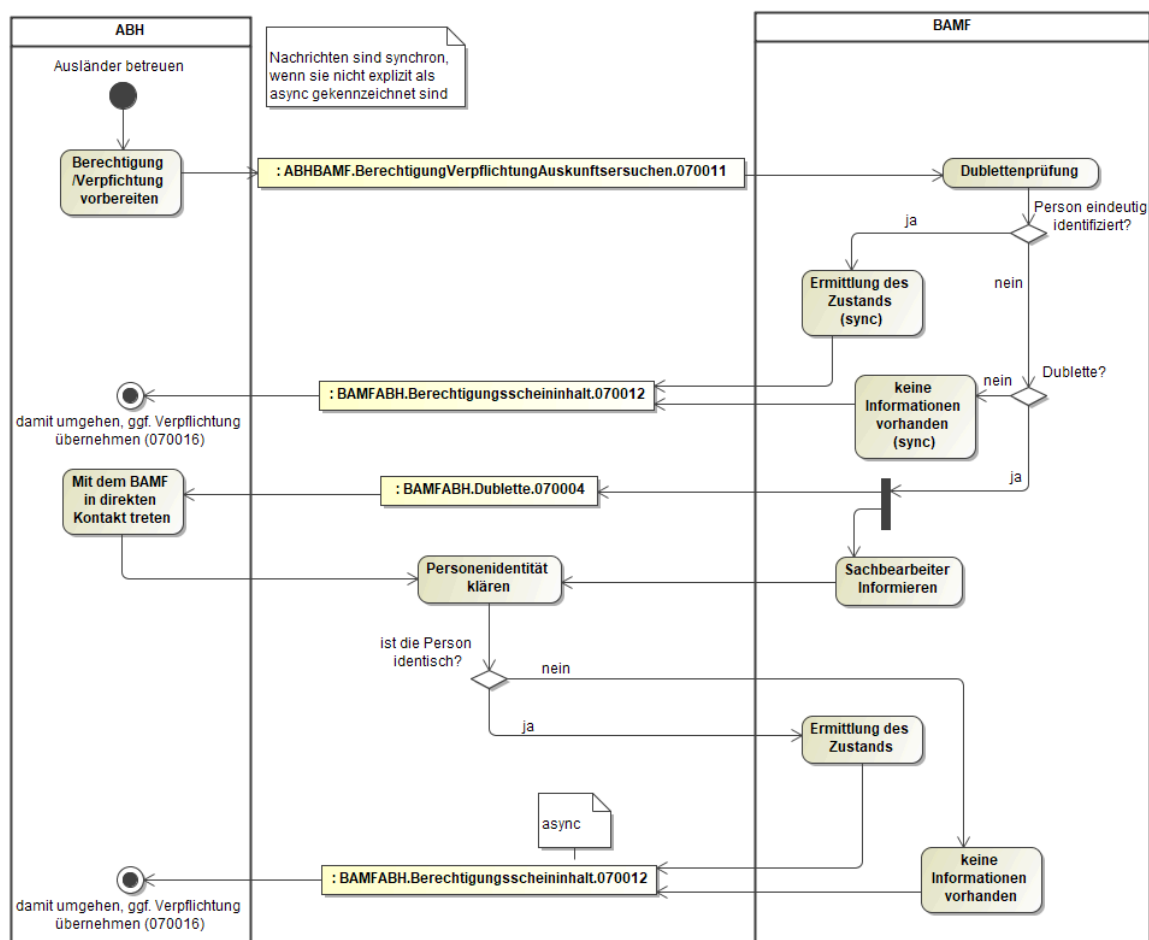 ABH
BAMF
Nachrichten sind synchron,
wenn sie nicht explizit als
async gekennzeichnet sind
Ausländer betreuen
Berechtigung
/Verpfichtung
vorbereiten
: ABHBAMF.BerechtigungVerpflichtungAuskunftsersuchen.070011
Dublettenprüfung
Person eindeutig
identifiziert?
ja
nein
Ermittlung des
Zustands
(sync)
: BAMFABH.Berechtigungsscheininhalt.070012
nein
Dublette?
keine
Informationen
vorhanden
(sync)
damit umgehen, ggf. Verpflichtung
übernehmen (070016)
Mit dem BAMF
in direkten
Kontakt treten
: BAMFABH.Dublette.070004
ja
Personenidentität
klären
Sachbearbeiter
Informieren
ist die Person
identisch?
nein
ja
Ermittlung des
Zustands
async
: BAMFABH.Berechtigungsscheininhalt.070012
keine
Informationen
vorhanden
damit umgehen, ggf. Verpflichtung
übernehmen (070016)